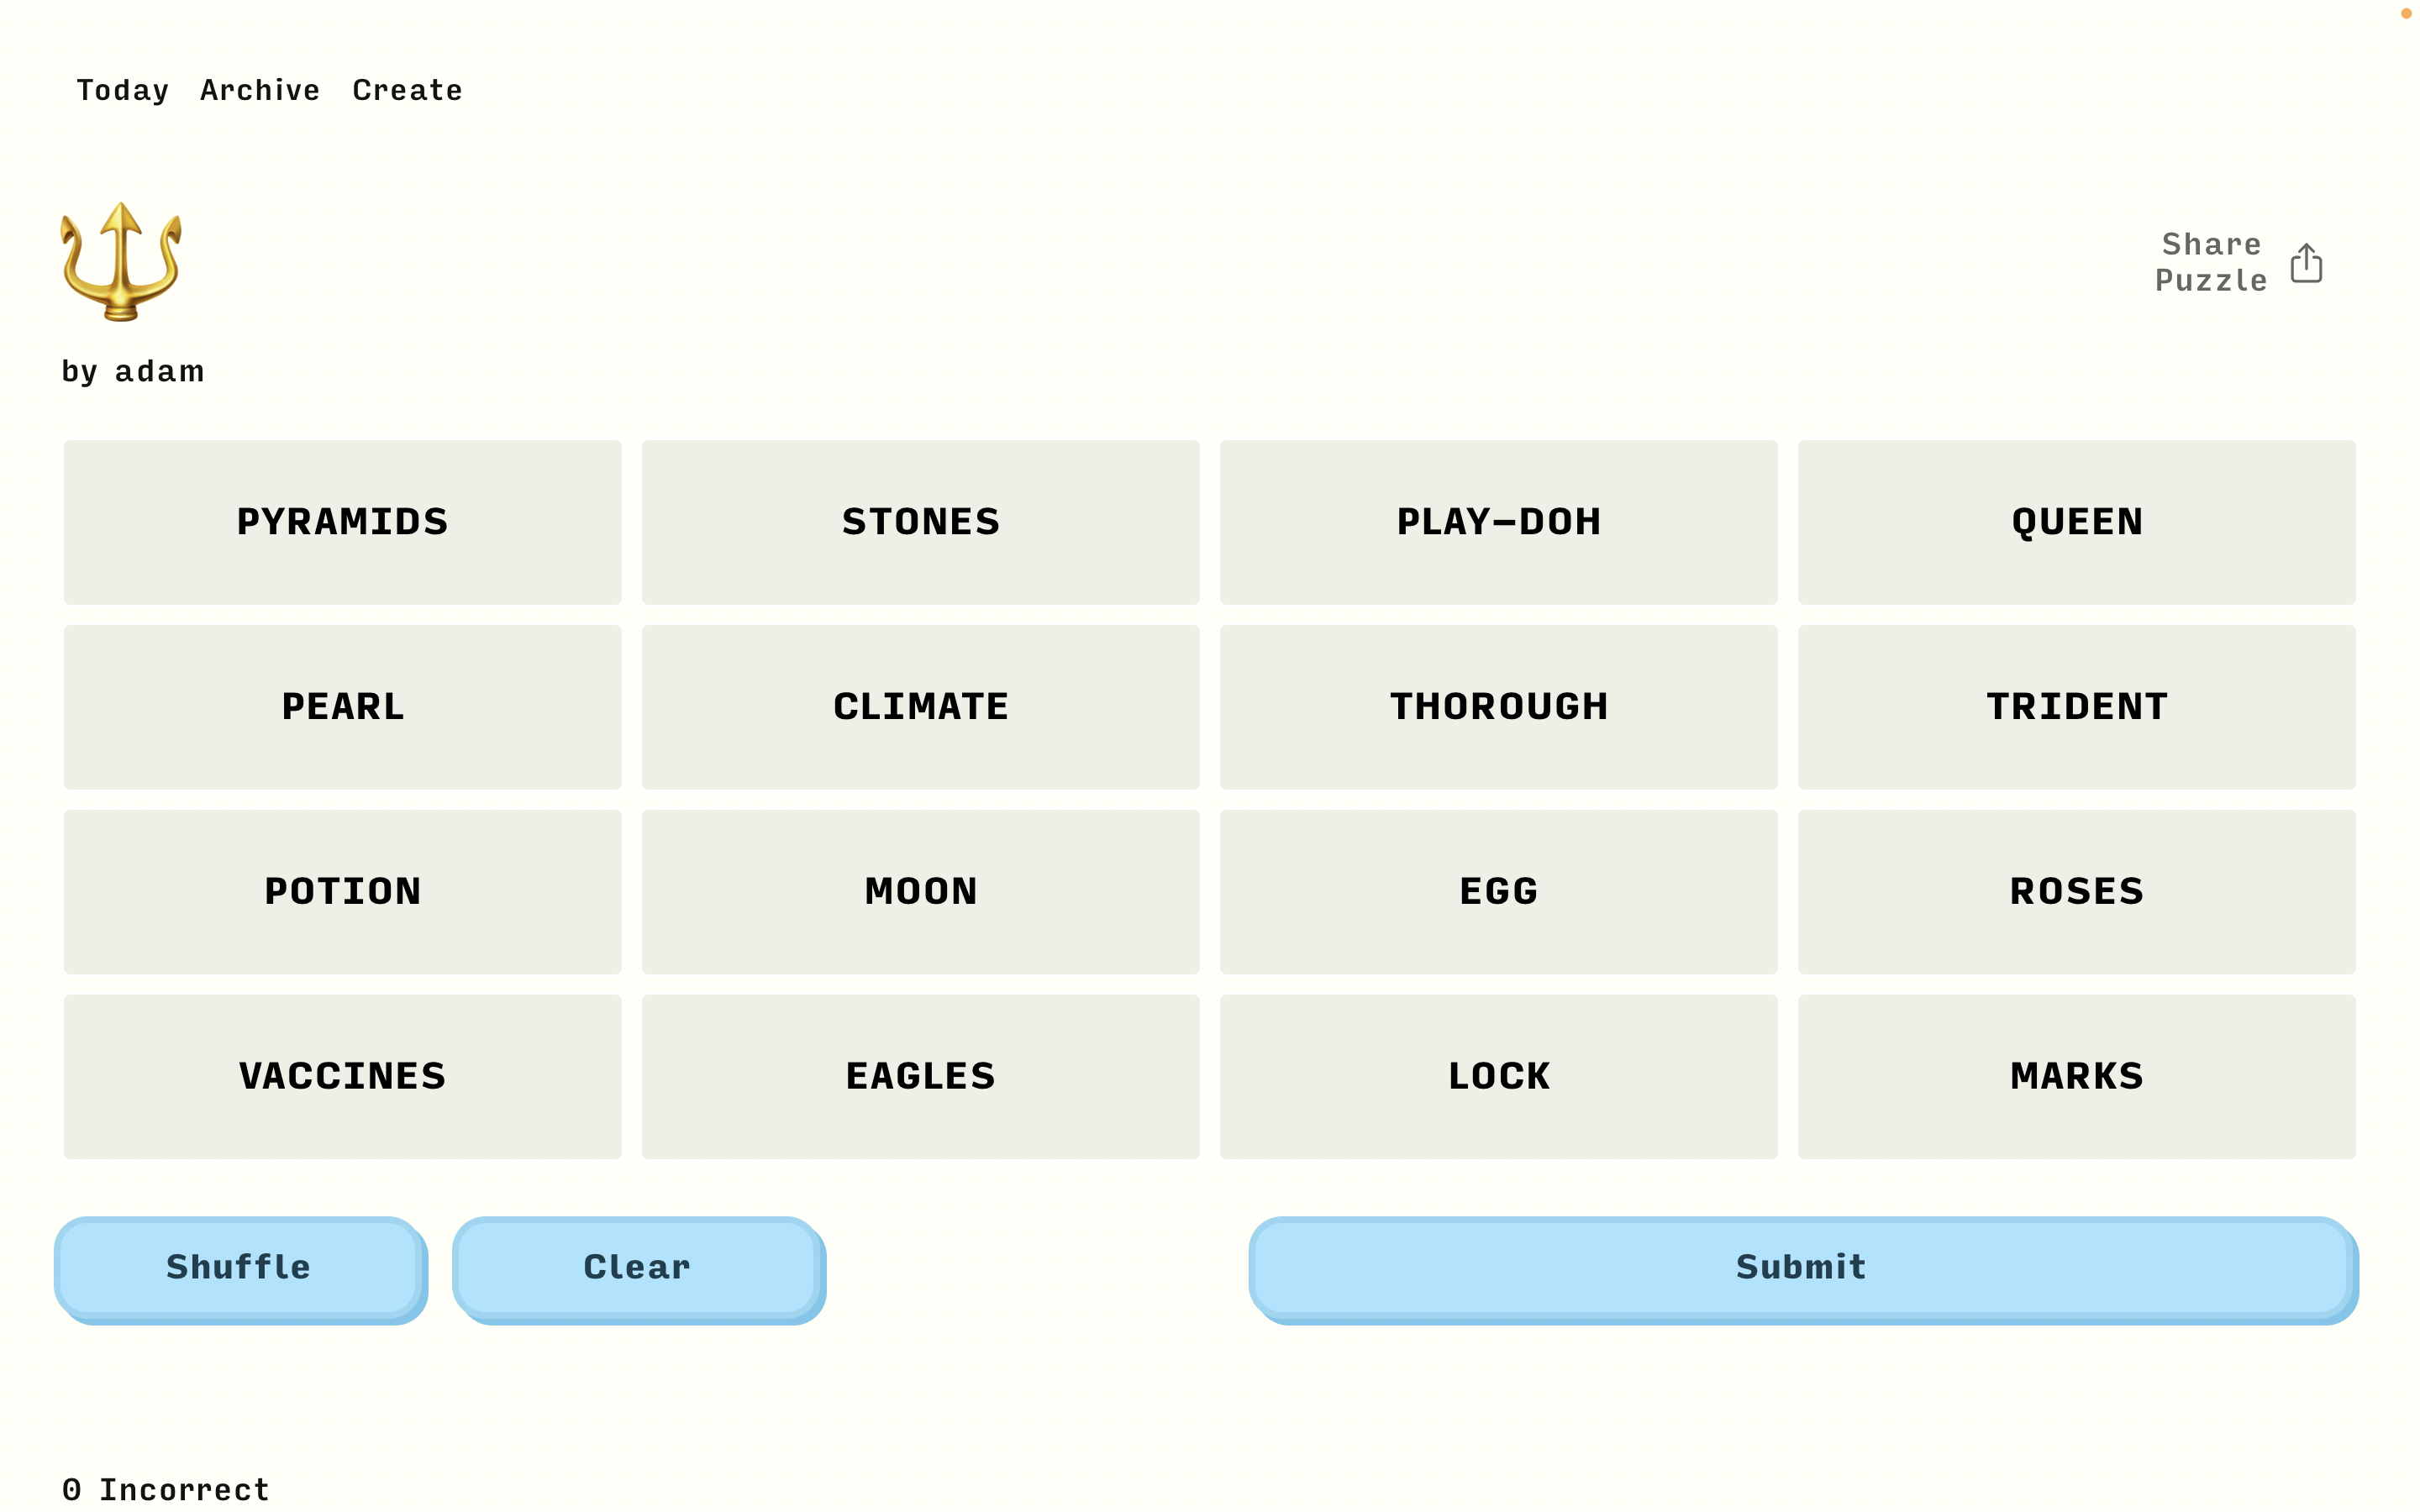 Today Archive Create
Share
Puzzle
by adam
PYRAMIDS STONES PLAY-DOH QUEEN
PEARL CLIMATE THOROUGH TRIDENT
POTION MOON EGG ROSES
VACCINES EAGLES LOCK MARKS
Shuffle Clear Submit
0 Incorrect